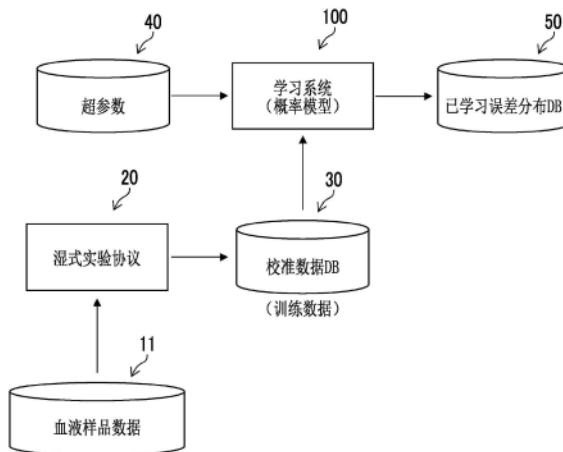 40
100
50
超参数
学习系统
(概率模型)
已学习误差分布DB
20
30
湿式实验协议
校准数据DB
(训练数据)
11
血液样品数据